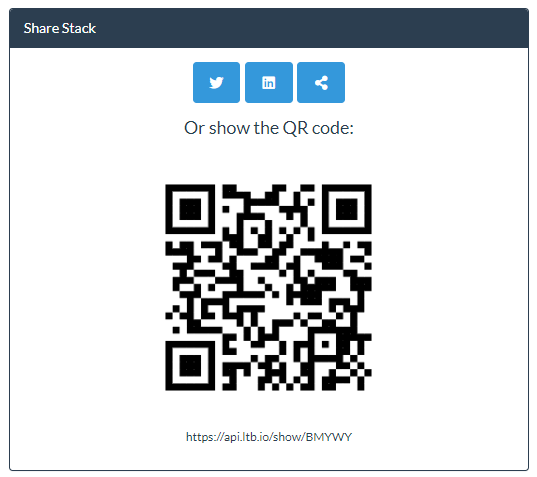 Share Stack
Or show the QR code:
https://api.ltb.io/show/BMYWY